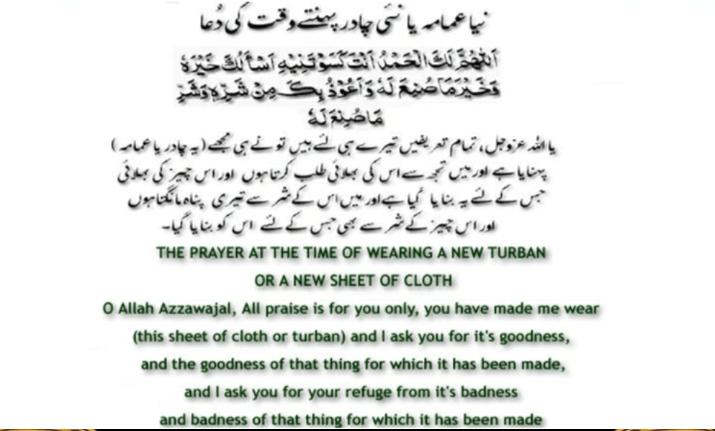 نیا عمامہ یا نئی چادر پہنتے وقت کی دُعا
اَللّٰهُمَّ لَكَ الْحَمْدُ اَنْتَ كَسَوْتَنِيْهِ اَسْأَلُكَ خَيْرَهٗ
وَخَيْرَ مَا صُنِعَ لَهٗ وَاَعُوْذُ بِكَ مِنْ شَرِّهٖ وَشَرِّ
مَا صُنِعَ لَهٗ
یا اللہ عزوجل، تمام تعریفیں تیرے ہی لئے ہیں تو نے ہی مجھے (یہ چادر یا عمامہ)
پہنایا ہے اور میں تجھ سے اس کی بھلائی طلب کرتا ہوں اور اس چیز کی بھلائی
جس کے لئے یہ بنایا گیا ہے اور میں اس کے شر سے تیری پناہ مانگتا ہوں
اور اس چیز کے شر سے بھی جس کے لئے اس کو بنایا گیا۔
THE PRAYER AT THE TIME OF WEARING A NEW TURBAN
OR A NEW SHEET OF CLOTH
O Allah Azzawajal, All praise is for you only, you have made me wear
(this sheet of cloth or turban) and I ask you for it's goodness,
and the goodness of that thing for which it has been made,
and I ask you for your refuge from it's badness
and badness of that thing for which it has been made